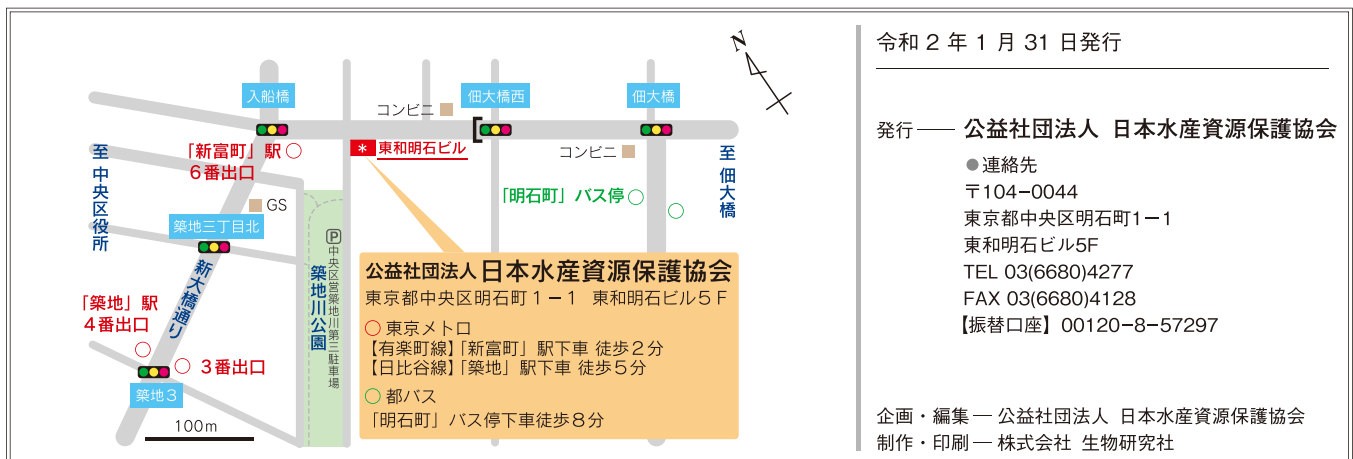 N
入船橋
コンビニ
佃大橋西
佃大橋
「新富町」駅
6番出口
* 東和明石ビル
コンビニ
至 中央区役所
至 佃大橋
「明石町」バス停
GS
築地三丁目北
新大橋通り
P 中央区営築地川第三駐車場
築地川公園
「築地」駅
4番出口
3番出口
築地3
100m
公益社団法人 日本水産資源保護協会
東京都中央区明石町1−1 東和明石ビル5F
○ 東京メトロ
【有楽町線】「新富町」駅下車 徒歩2分
【日比谷線】「築地」駅下車 徒歩5分
○ 都バス
「明石町」バス停下車徒歩8分
令和 2 年 1 月 31 日発行
発行 ― 公益社団法人 日本水産資源保護協会
●連絡先
〒104−0044
東京都中央区明石町1−1
東和明石ビル5F
TEL 03(6680)4277
FAX 03(6680)4128
【振替口座】00120−8−57297
企画・編集 ― 公益社団法人 日本水産資源保護協会
制作・印刷 ― 株式会社 生物研究社